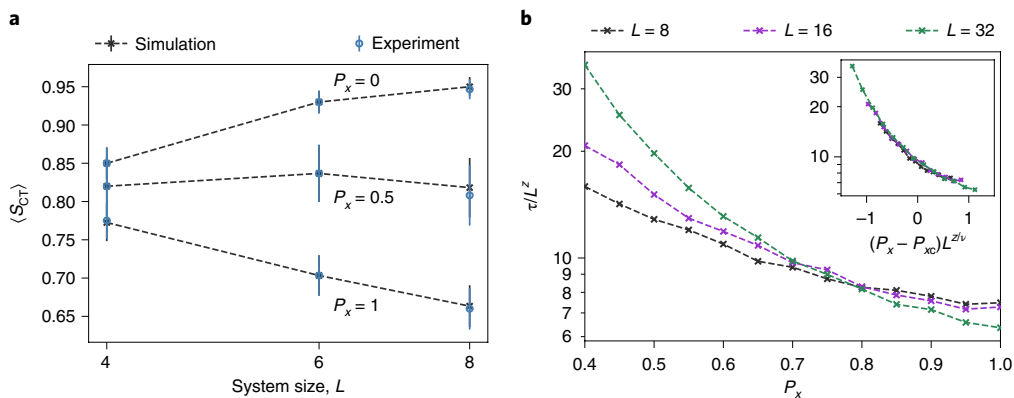 a
Simulation
Experiment
⟨S_CT⟩
0.95
0.90
0.85
0.80
0.75
0.70
0.65
P_x = 0
P_x = 0.5
P_x = 1
4
6
8
System size, L
b
L = 8
L = 16
L = 32
τ/L^z
30
20
10
9
8
7
6
0.4
0.5
0.6
0.7
0.8
0.9
1.0
P_x
30
20
10
−1
0
1
(P_x − P_xc)L^{z/ν}